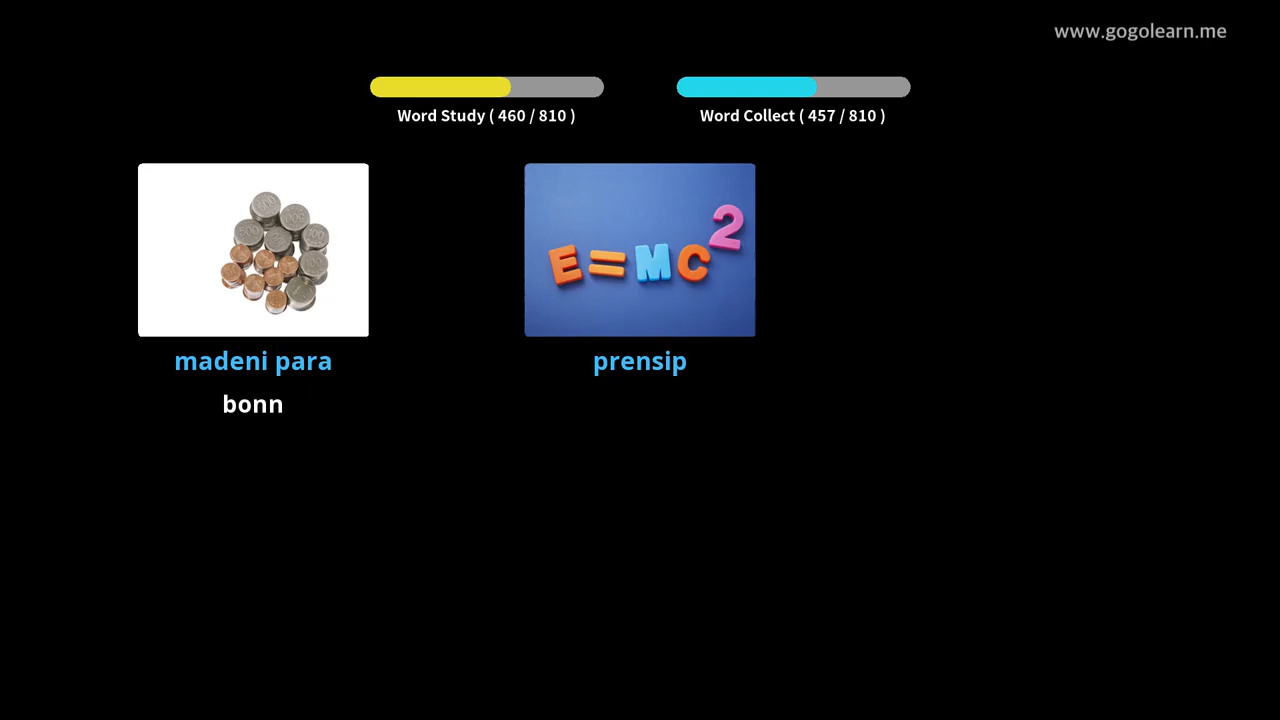 www.gogolearn.me
Word Study ( 460 / 810 )
Word Collect ( 457 / 810 )
E=MC2
madeni para
prensip
bonn